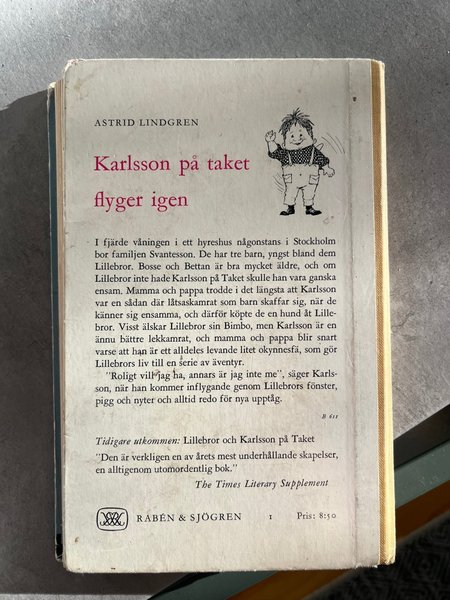 ASTRID LINDGREN
Karlsson på taket
flyger igen
I fjärde våningen i ett hyreshus någonstans i Stockholm
bor familjen Svantesson. De har tre barn, yngst bland dem
Lillebror. Bosse och Bettan är bra mycket äldre, och om
Lillebror inte hade Karlsson på Taket skulle han vara ganska
ensam. Mamma och pappa trodde i det längsta att Karlsson
var en sådan där låtsaskamrat som barn skaffar sig, när de
känner sig ensamma, och därför köpte de en hund åt Lille-
bror. Visst älskar Lillebror sin Bimbo, men Karlsson är en
ännu bättre lekkamrat, och mamma och pappa blir snart
varse att han är ett alldeles levande litet okynnesfä, som gör
Lillebrors liv till en serie av äventyr.
"Roligt vill jag ha, annars är jag inte me", säger Karls-
son, när han kommer inflygande genom Lillebrors fönster,
pigg och nyter och alltid redo för nya upptåg.
B 611
Tidigare utkommen: Lillebror och Karlsson på Taket
"Den är verkligen en av årets mest underhållande skapelser,
en alltigenom utomordentlig bok."
The Times Literary Supplement
RABÉN & SJÖGREN 1 Pris: 8:50